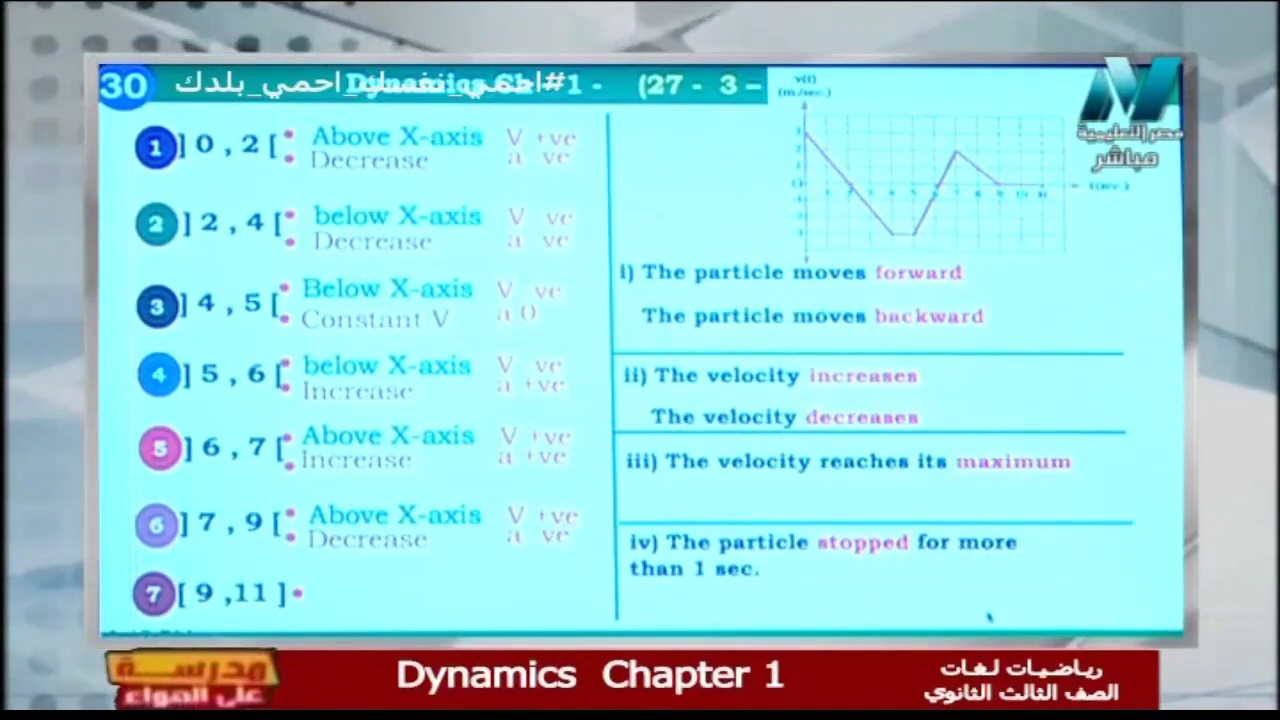 30
#احمي_نفسك_احمي_بلدك
1 - (27 - 3 –
1 ]0 , 2[ Above X-axis V +ve
Decrease a ve
2 ]2 , 4[ below X-axis V ve
Decrease a ve
3 ]4 , 5[ Below X-axis V ve
Constant V a 0
4 ]5 , 6[ below X-axis V ve
Increase a +ve
5 ]6 , 7[ Above X-axis V +ve
Increase a +ve
6 ]7 , 9[ Above X-axis V +ve
Decrease a ve
7 [ 9 ,11 ]
v(t)
(m/sec.)
t(sec.)
مصر التعليمية
مباشر
i) The particle moves forward
The particle moves backward
ii) The velocity increases
The velocity decreases
iii) The velocity reaches its maximum
iv) The particle stopped for more
than 1 sec.
مدرسة
على الهواء
Dynamics Chapter 1
رياضيات لغات
الصف الثالث الثانوي